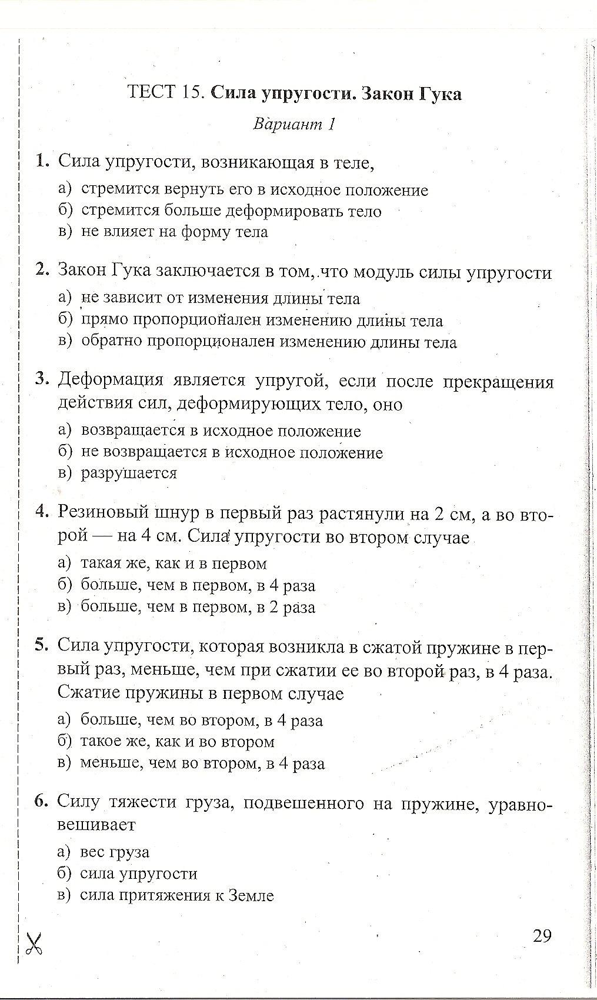 ТЕСТ 15. Сила упругости. Закон Гука
Вариант 1
1. Сила упругости, возникающая в теле,
а) стремится вернуть его в исходное положение
б) стремится больше деформировать тело
в) не влияет на форму тела
2. Закон Гука заключается в том, что модуль силы упругости
а) не зависит от изменения длины тела
б) прямо пропорционален изменению длины тела
в) обратно пропорционален изменению длины тела
3. Деформация является упругой, если после прекращения
действия сил, деформирующих тело, оно
а) возвращается в исходное положение
б) не возвращается в исходное положение
в) разрушается
4. Резиновый шнур в первый раз растянули на 2 см, а во вто-
рой — на 4 см. Сила упругости во втором случае
а) такая же, как и в первом
б) больше, чем в первом, в 4 раза
в) больше, чем в первом, в 2 раза
5. Сила упругости, которая возникла в сжатой пружине в пер-
вый раз, меньше, чем при сжатии ее во второй раз, в 4 раза.
Сжатие пружины в первом случае
а) больше, чем во втором, в 4 раза
б) такое же, как и во втором
в) меньше, чем во втором, в 4 раза
6. Силу тяжести груза, подвешенного на пружине, уравно-
вешивает
а) вес груза
б) сила упругости
в) сила притяжения к Земле
29